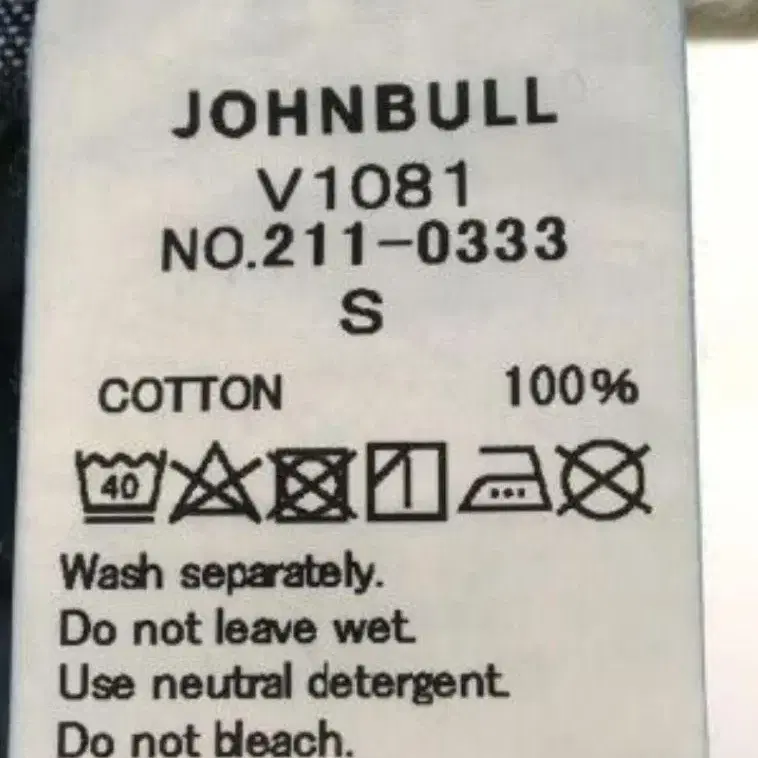 JOHNBULL
V1081
NO.211-0333
S
COTTON 100%
40
Wash separately.
Do not leave wet.
Use neutral detergent.
Do not bleach.